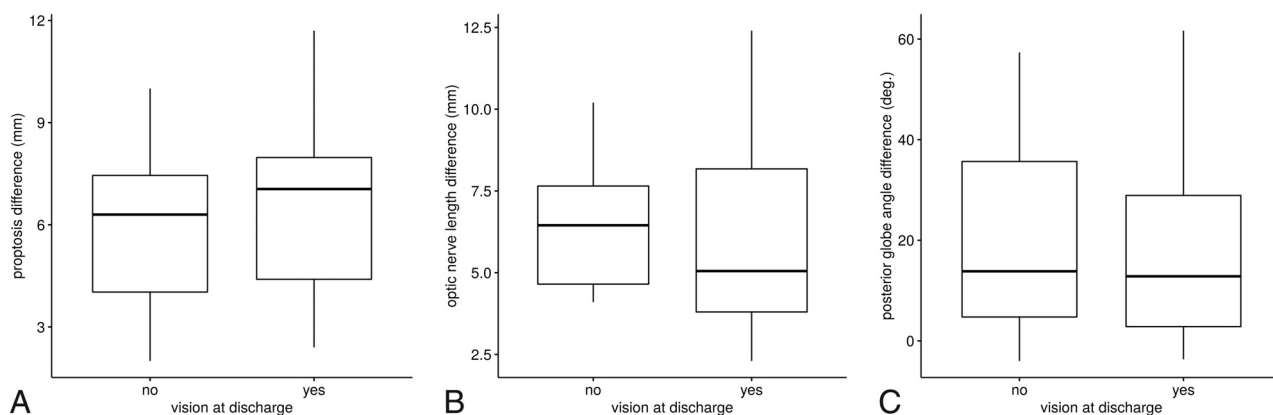 proptosis difference (mm)
12
9
6
3
no
yes
vision at discharge
A
optic nerve length difference (mm)
12.5
10.0
7.5
5.0
2.5
no
yes
vision at discharge
B
posterior globe angle difference (deg.)
60
40
20
0
no
yes
vision at discharge
C